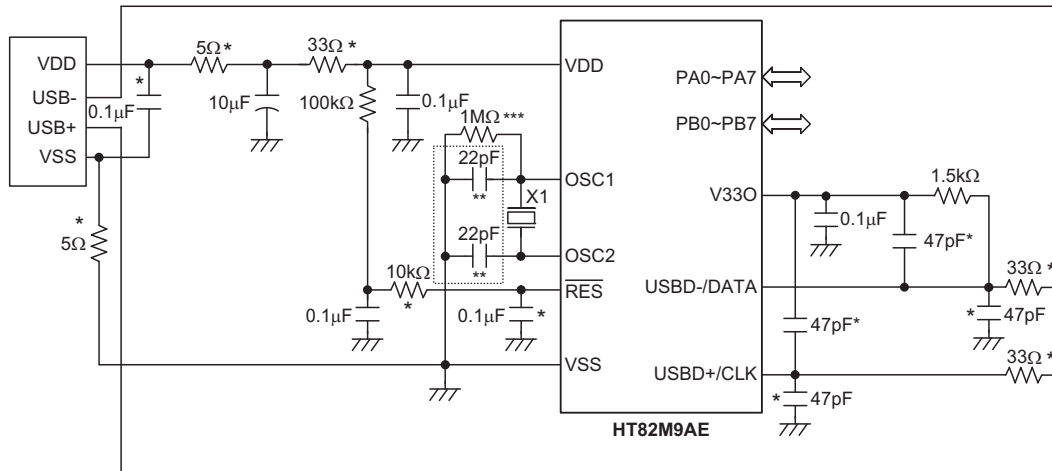 VDD
USB-
USB+
VSS
*
0.1μF
5Ω*
10μF
33Ω*
100kΩ
0.1μF
*
5Ω
1MΩ***
22pF
**
X1
22pF
**
10kΩ
*
0.1μF
0.1μF
*
VDD
OSC1
OSC2
RES
VSS
PA0~PA7
PB0~PB7
V33O
USBD-/DATA
USBD+/CLK
HT82M9AE
1.5kΩ
0.1μF
47pF*
33Ω*
*
47pF
47pF*
33Ω*
*
47pF